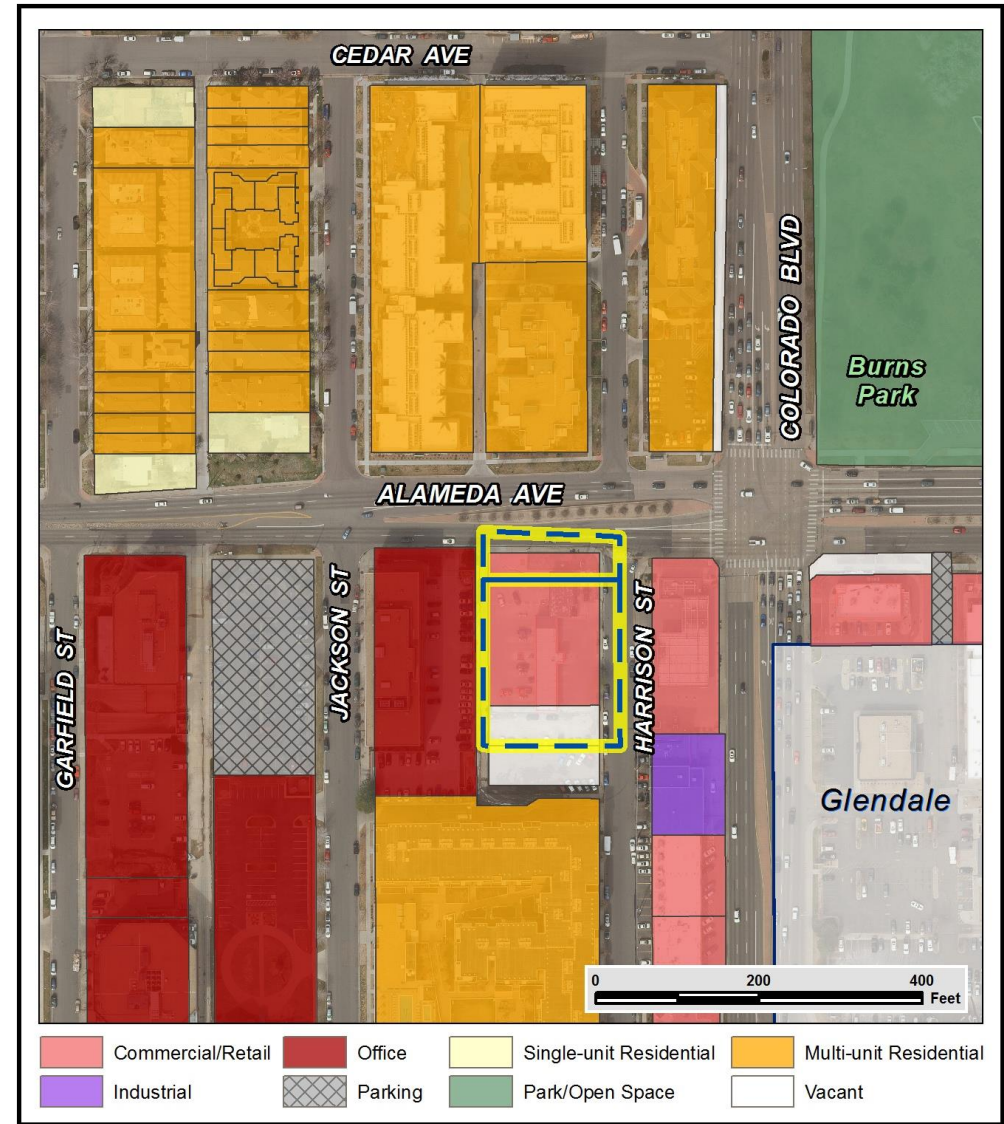 CEDAR AVE
COLORADO BLVD
Burns
Park
ALAMEDA AVE
GARFIELD ST
JACKSON ST
HARRISON ST
Glendale
0 200 400
Feet
Commercial/Retail Office Single-unit Residential Multi-unit Residential
Industrial Parking Park/Open Space Vacant